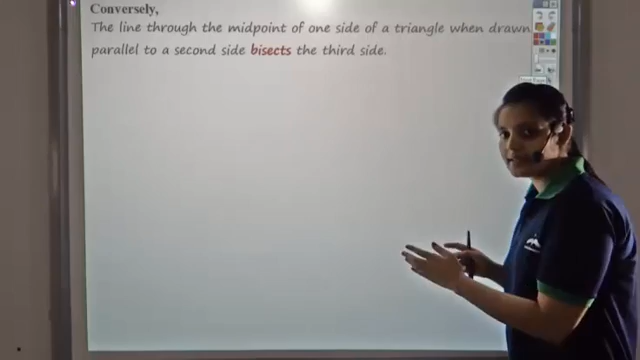 Conversely,
The line through the midpoint of one side of a triangle when drawn
parallel to a second side bisects the third side.